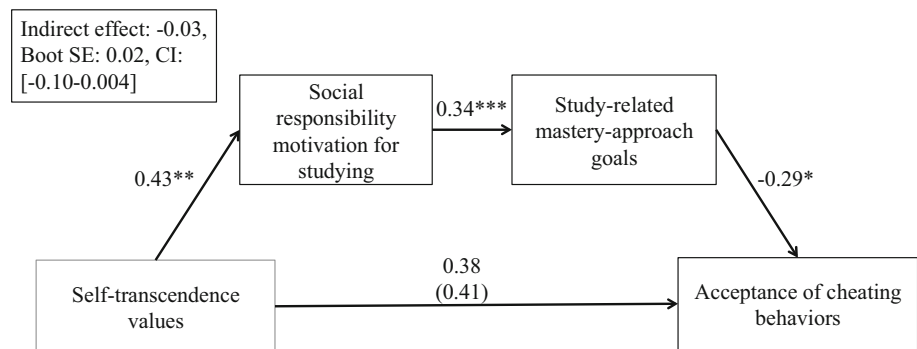 Indirect effect: -0.03,
Boot SE: 0.02, CI:
[-0.10-0.004]
Social
responsibility
motivation for
studying
0.34***
Study-related
mastery-approach
goals
0.43**
-0.29*
Self-transcendence
values
0.38
(0.41)
Acceptance of cheating
behaviors